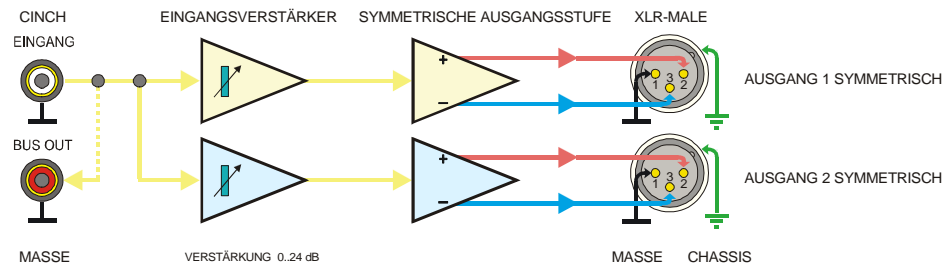 CINCH EINGANGSVERSTÄRKER SYMMETRISCHE AUSGANGSSTUFE XLR-MALE
EINGANG
+
−
1 3 2
AUSGANG 1 SYMMETRISCH
BUS OUT
+
−
1 3 2
AUSGANG 2 SYMMETRISCH
MASSE VERSTÄRKUNG 0..24 dB MASSE CHASSIS